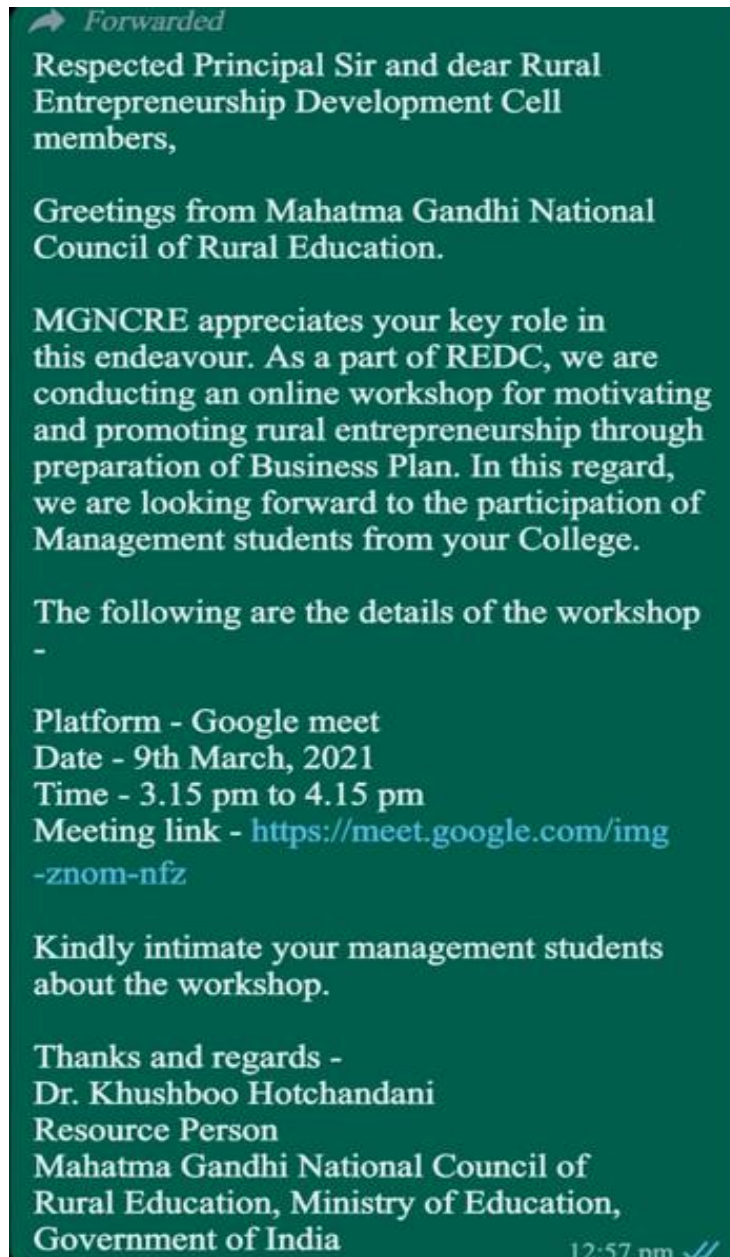 Forwarded
Respected Principal Sir and dear Rural
Entrepreneurship Development Cell
members,
Greetings from Mahatma Gandhi National
Council of Rural Education.
MGNCRE appreciates your key role in
this endeavour. As a part of REDC, we are
conducting an online workshop for motivating
and promoting rural entrepreneurship through
preparation of Business Plan. In this regard,
we are looking forward to the participation of
Management students from your College.
The following are the details of the workshop
-
Platform - Google meet
Date - 9th March, 2021
Time - 3.15 pm to 4.15 pm
Meeting link - https://meet.google.com/img
-znom-nfz
Kindly intimate your management students
about the workshop.
Thanks and regards -
Dr. Khushboo Hotchandani
Resource Person
Mahatma Gandhi National Council of
Rural Education, Ministry of Education,
Government of India
12:57 pm